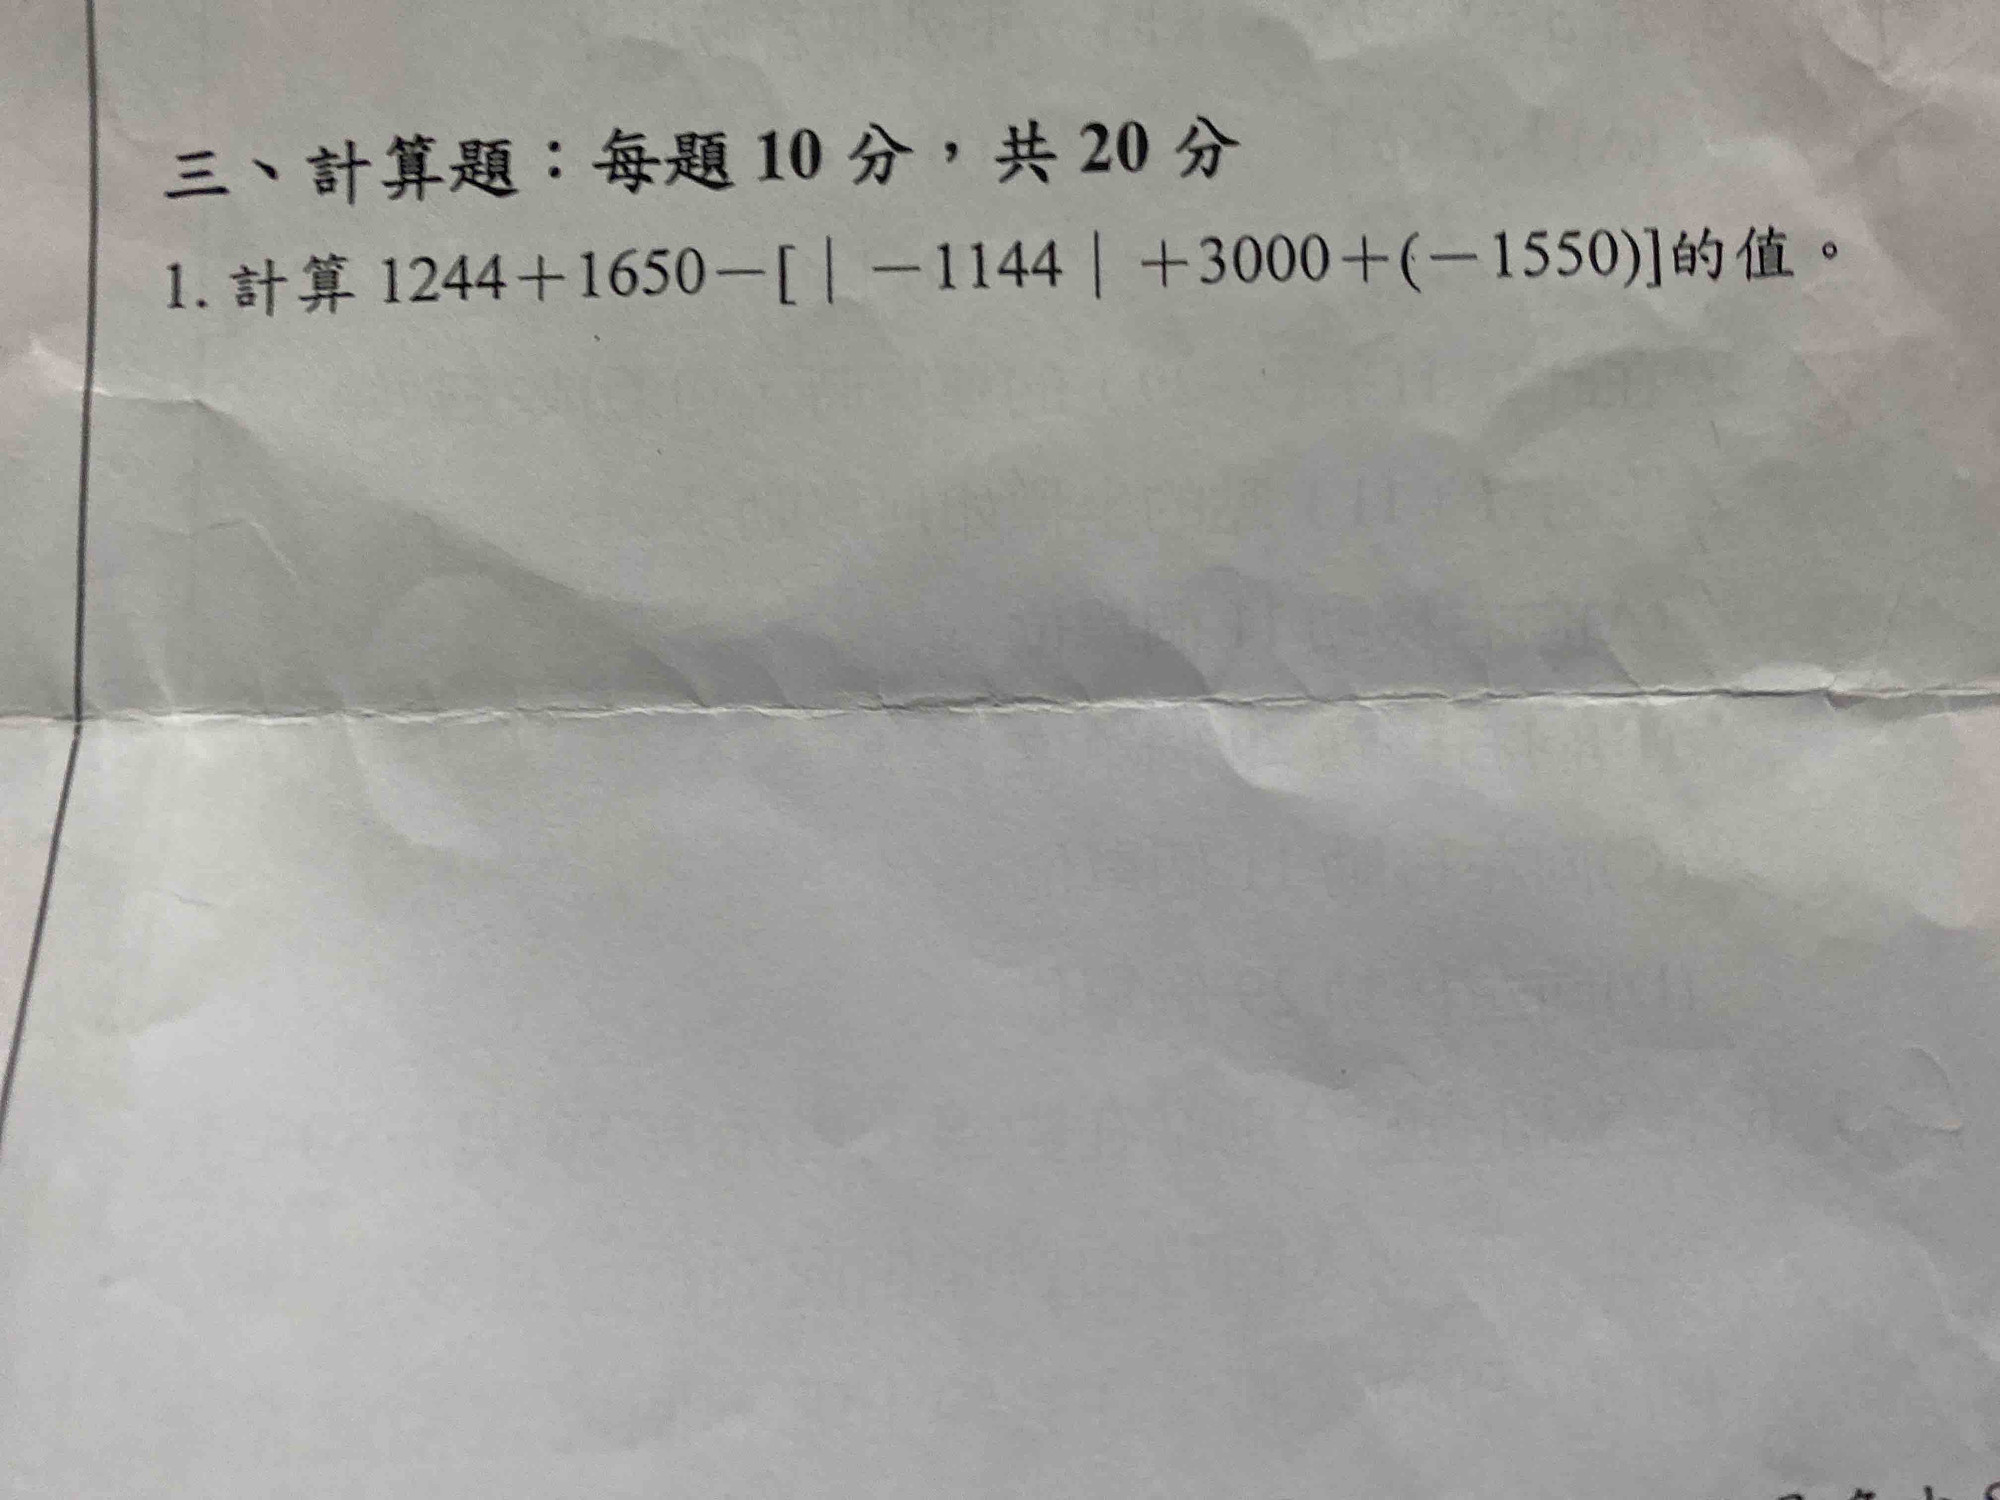 三、計算題：每題 10 分，共 20 分
1. 計算 1244＋1650－[｜－1144｜＋3000＋(－1550)]的值。